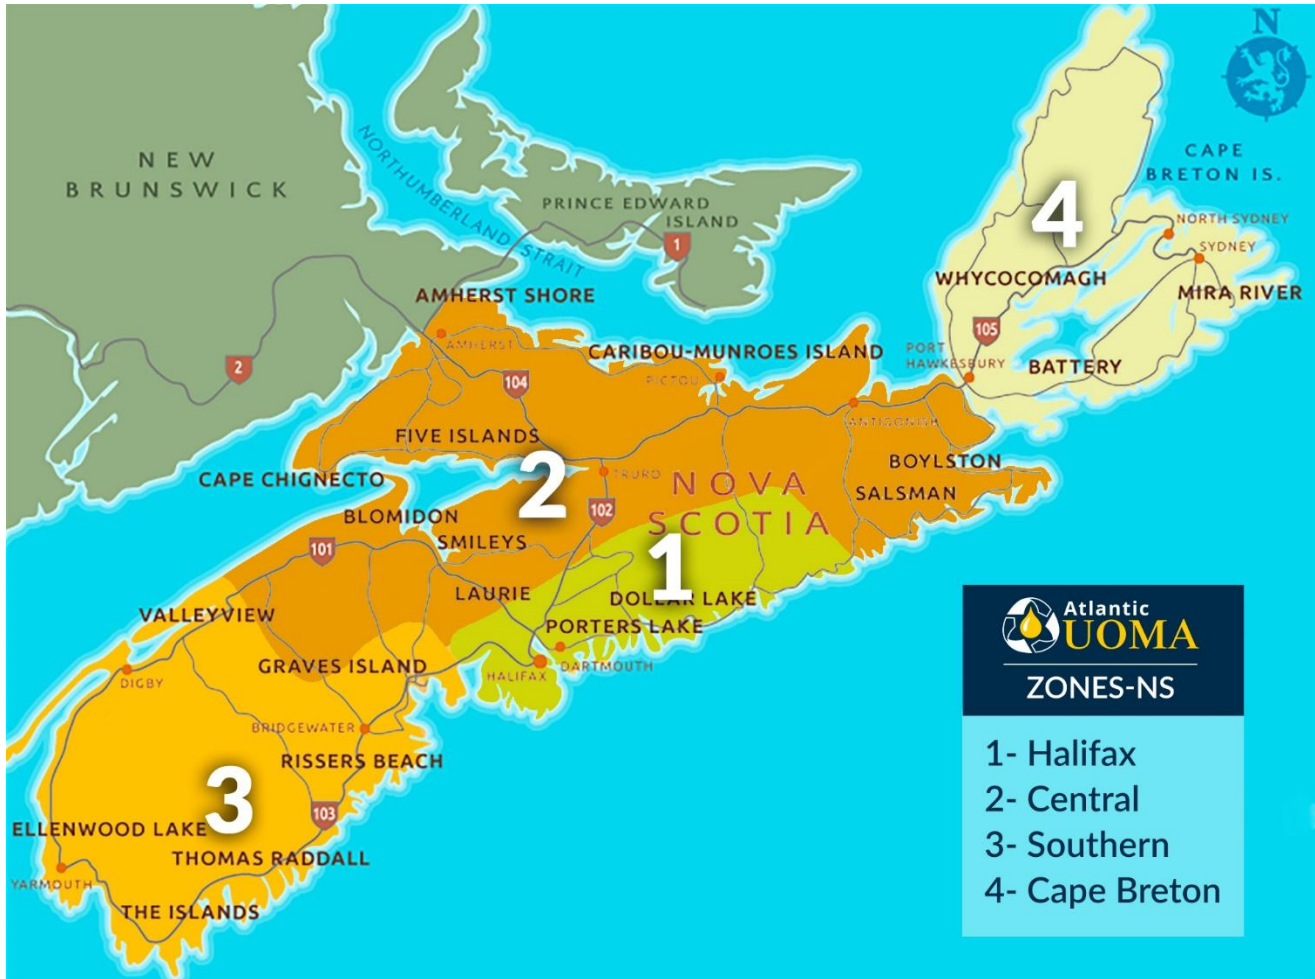 N
NEW
BRUNSWICK
NORTHUMBERLAND STRAIT
PRINCE EDWARD
ISLAND
1
2
CAPE
BRETON IS.
4
NORTH SYDNEY
SYDNEY
WHYCOCOMAGH
MIRA RIVER
105
PORT
HAWKESBURY
BATTERY
AMHERST SHORE
AMHERST
CARIBOU-MUNROES ISLAND
PICTOU
104
ANTIGONISH
FIVE ISLANDS
2
CAPE CHIGNECTO
TRURO
NOVA
SCOTIA
BOYLSTON
SALSMAN
BLOMIDON
102
101
SMILEYS
1
LAURIE
DOLLAR LAKE
VALLEYVIEW
PORTERS LAKE
GRAVES ISLAND
HALIFAX
DARTMOUTH
DIGBY
BRIDGEWATER
RISSERS BEACH
3
103
ELLENWOOD LAKE
THOMAS RADDALL
YARMOUTH
THE ISLANDS
Atlantic
UOMA
ZONES-NS
1- Halifax
2- Central
3- Southern
4- Cape Breton